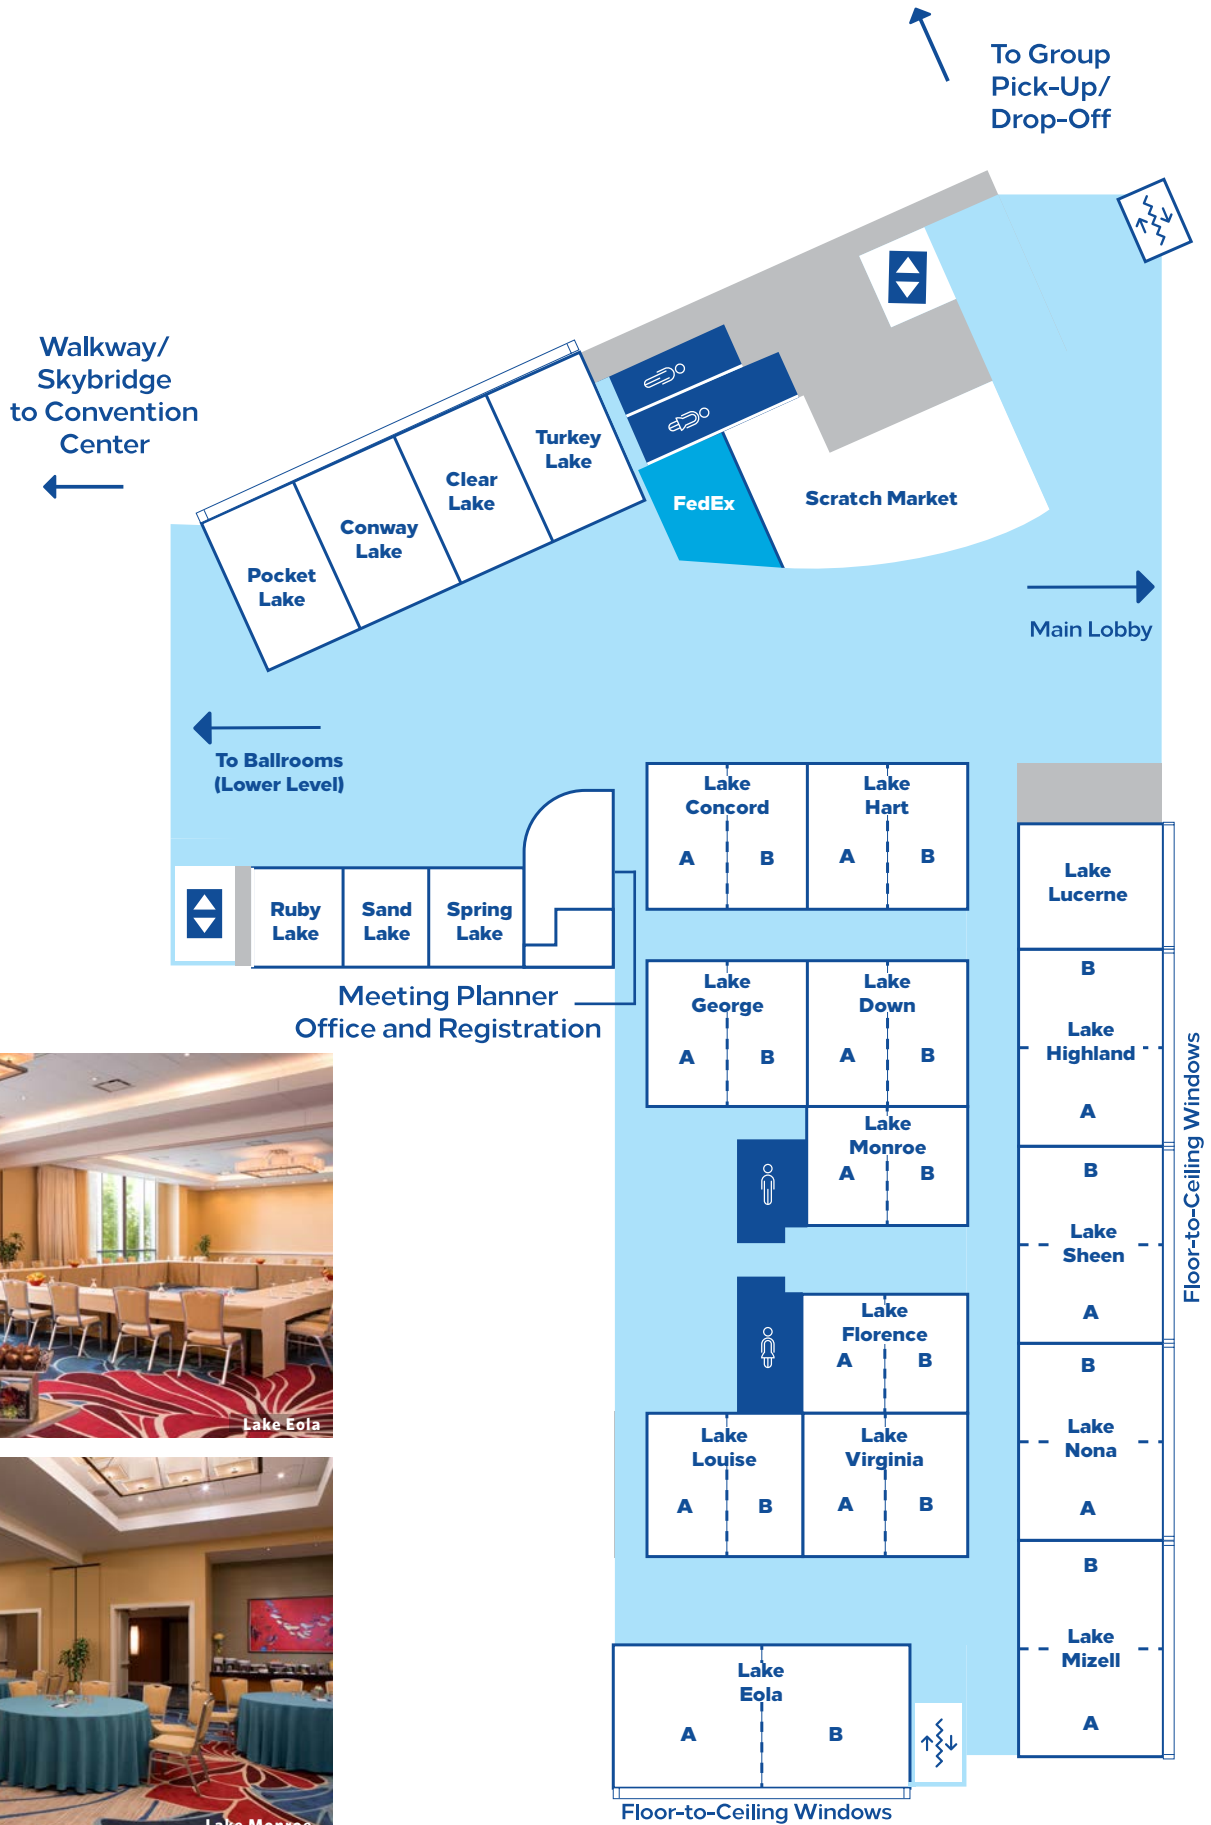 To Group
Pick-Up/
Drop-Off
Walkway/
Skybridge
to Convention
Center
Turkey
Lake
Clear
Lake
Conway
Lake
Pocket
Lake
FedEx
Scratch Market
Main Lobby
To Ballrooms
(Lower Level)
Lake
Concord
A
B
Lake
Hart
A
B
Lake
Lucerne
Ruby
Lake
Sand
Lake
Spring
Lake
Meeting Planner
Office and Registration
Lake
George
A
B
Lake
Down
A
B
B
Lake
Highland
A
Lake
Monroe
A
B
B
Lake
Sheen
A
Floor-to-Ceiling Windows
Lake
Florence
A
B
B
Lake
Nona
A
Lake
Louise
A
B
Lake
Virginia
A
B
B
Lake
Mizell
A
Lake
Eola
A
B
Floor-to-Ceiling Windows
Lake Eola
Lake Monroe